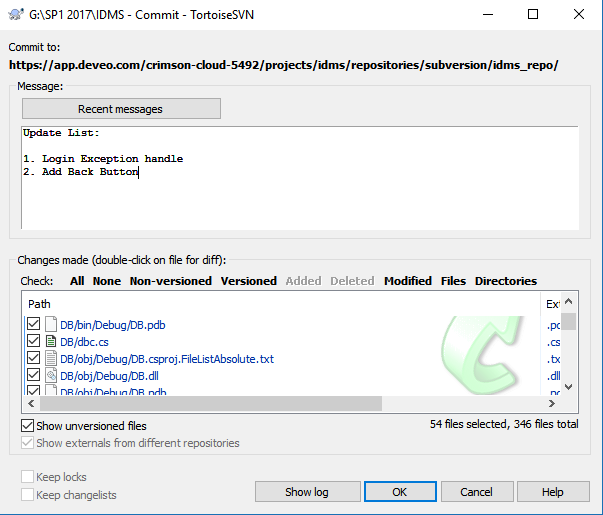 G:\SP1 2017\IDMS - Commit - TortoiseSVN
Commit to:
https://app.deveo.com/crimson-cloud-5492/projects/idms/repositories/subversion/idms_repo/
Message:
Recent messages
Update List:
1. Login Exception handle
2. Add Back Button
Changes made (double-click on file for diff):
Check: All None Non-versioned Versioned Added Deleted Modified Files Directories
Path Ext
DB/bin/Debug/DB.pdb .pd
DB/dbc.cs .cs
DB/obj/Debug/DB.csproj.FileListAbsolute.txt .tx
DB/obj/Debug/DB.dll .dll
DB/obj/Debug/DB.pdb .pd
Show unversioned files 54 files selected, 346 files total
Show externals from different repositories
Keep locks
Keep changelists
Show log OK Cancel Help